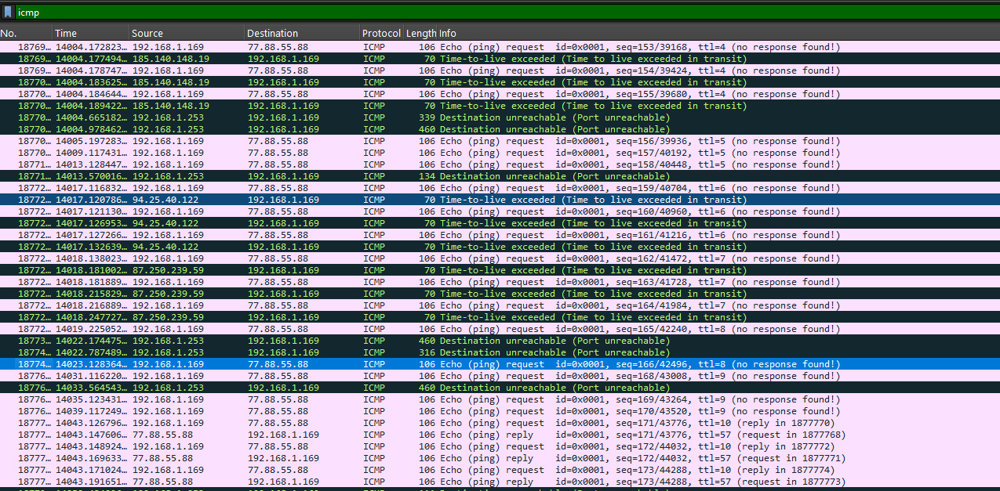 icmp
No. Time Source Destination Protocol Length Info
18769… 14004.172823… 192.168.1.169 77.88.55.88 ICMP 106 Echo (ping) request id=0x0001, seq=153/39168, ttl=4 (no response found!)
18769… 14004.177494… 185.140.148.19 192.168.1.169 ICMP 70 Time-to-live exceeded (Time to live exceeded in transit)
18769… 14004.178747… 192.168.1.169 77.88.55.88 ICMP 106 Echo (ping) request id=0x0001, seq=154/39424, ttl=4 (no response found!)
18770… 14004.183625… 185.140.148.19 192.168.1.169 ICMP 70 Time-to-live exceeded (Time to live exceeded in transit)
18770… 14004.184644… 192.168.1.169 77.88.55.88 ICMP 106 Echo (ping) request id=0x0001, seq=155/39680, ttl=4 (no response found!)
18770… 14004.189422… 185.140.148.19 192.168.1.169 ICMP 70 Time-to-live exceeded (Time to live exceeded in transit)
18770… 14004.665182… 192.168.1.253 192.168.1.169 ICMP 339 Destination unreachable (Port unreachable)
18770… 14004.978462… 192.168.1.253 192.168.1.169 ICMP 460 Destination unreachable (Port unreachable)
18770… 14005.197283… 192.168.1.169 77.88.55.88 ICMP 106 Echo (ping) request id=0x0001, seq=156/39936, ttl=5 (no response found!)
18770… 14009.117431… 192.168.1.169 77.88.55.88 ICMP 106 Echo (ping) request id=0x0001, seq=157/40192, ttl=5 (no response found!)
18771… 14013.128447… 192.168.1.169 77.88.55.88 ICMP 106 Echo (ping) request id=0x0001, seq=158/40448, ttl=5 (no response found!)
18771… 14013.570016… 192.168.1.253 192.168.1.169 ICMP 134 Destination unreachable (Port unreachable)
18772… 14017.116832… 192.168.1.169 77.88.55.88 ICMP 106 Echo (ping) request id=0x0001, seq=159/40704, ttl=6 (no response found!)
18772… 14017.120786… 94.25.40.122 192.168.1.169 ICMP 70 Time-to-live exceeded (Time to live exceeded in transit)
18772… 14017.121130… 192.168.1.169 77.88.55.88 ICMP 106 Echo (ping) request id=0x0001, seq=160/40960, ttl=6 (no response found!)
18772… 14017.126953… 94.25.40.122 192.168.1.169 ICMP 70 Time-to-live exceeded (Time to live exceeded in transit)
18772… 14017.127266… 192.168.1.169 77.88.55.88 ICMP 106 Echo (ping) request id=0x0001, seq=161/41216, ttl=6 (no response found!)
18772… 14017.132639… 94.25.40.122 192.168.1.169 ICMP 70 Time-to-live exceeded (Time to live exceeded in transit)
18772… 14018.138023… 192.168.1.169 77.88.55.88 ICMP 106 Echo (ping) request id=0x0001, seq=162/41472, ttl=7 (no response found!)
18772… 14018.181002… 87.250.239.59 192.168.1.169 ICMP 70 Time-to-live exceeded (Time to live exceeded in transit)
18772… 14018.181889… 192.168.1.169 77.88.55.88 ICMP 106 Echo (ping) request id=0x0001, seq=163/41728, ttl=7 (no response found!)
18772… 14018.215829… 87.250.239.59 192.168.1.169 ICMP 70 Time-to-live exceeded (Time to live exceeded in transit)
18772… 14018.216889… 192.168.1.169 77.88.55.88 ICMP 106 Echo (ping) request id=0x0001, seq=164/41984, ttl=7 (no response found!)
18772… 14018.247727… 87.250.239.59 192.168.1.169 ICMP 70 Time-to-live exceeded (Time to live exceeded in transit)
18772… 14019.225052… 192.168.1.169 77.88.55.88 ICMP 106 Echo (ping) request id=0x0001, seq=165/42240, ttl=8 (no response found!)
18773… 14022.174475… 192.168.1.253 192.168.1.169 ICMP 460 Destination unreachable (Port unreachable)
18774… 14022.787489… 192.168.1.253 192.168.1.169 ICMP 316 Destination unreachable (Port unreachable)
18774… 14023.128364… 192.168.1.169 77.88.55.88 ICMP 106 Echo (ping) request id=0x0001, seq=166/42496, ttl=8 (no response found!)
18776… 14031.116220… 192.168.1.169 77.88.55.88 ICMP 106 Echo (ping) request id=0x0001, seq=168/43008, ttl=9 (no response found!)
18776… 14033.564543… 192.168.1.253 192.168.1.169 ICMP 460 Destination unreachable (Port unreachable)
18776… 14035.123431… 192.168.1.169 77.88.55.88 ICMP 106 Echo (ping) request id=0x0001, seq=169/43264, ttl=9 (no response found!)
18776… 14039.117249… 192.168.1.169 77.88.55.88 ICMP 106 Echo (ping) request id=0x0001, seq=170/43520, ttl=9 (no response found!)
18777… 14043.126796… 192.168.1.169 77.88.55.88 ICMP 106 Echo (ping) request id=0x0001, seq=171/43776, ttl=10 (reply in 1877770)
18777… 14043.147606… 77.88.55.88 192.168.1.169 ICMP 106 Echo (ping) reply id=0x0001, seq=171/43776, ttl=57 (request in 1877768)
18777… 14043.148924… 192.168.1.169 77.88.55.88 ICMP 106 Echo (ping) request id=0x0001, seq=172/44032, ttl=10 (reply in 1877772)
18777… 14043.169633… 77.88.55.88 192.168.1.169 ICMP 106 Echo (ping) reply id=0x0001, seq=172/44032, ttl=57 (request in 1877771)
18777… 14043.171024… 192.168.1.169 77.88.55.88 ICMP 106 Echo (ping) request id=0x0001, seq=173/44288, ttl=10 (reply in 1877774)
18777… 14043.191651… 77.88.55.88 192.168.1.169 ICMP 106 Echo (ping) reply id=0x0001, seq=173/44288, ttl=57 (request in 1877773)